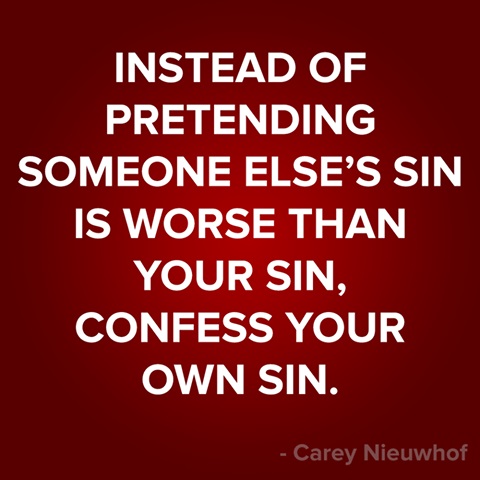 INSTEAD OF
PRETENDING
SOMEONE ELSE’S SIN
IS WORSE THAN
YOUR SIN,
CONFESS YOUR
OWN SIN.
- Carey Nieuwhof